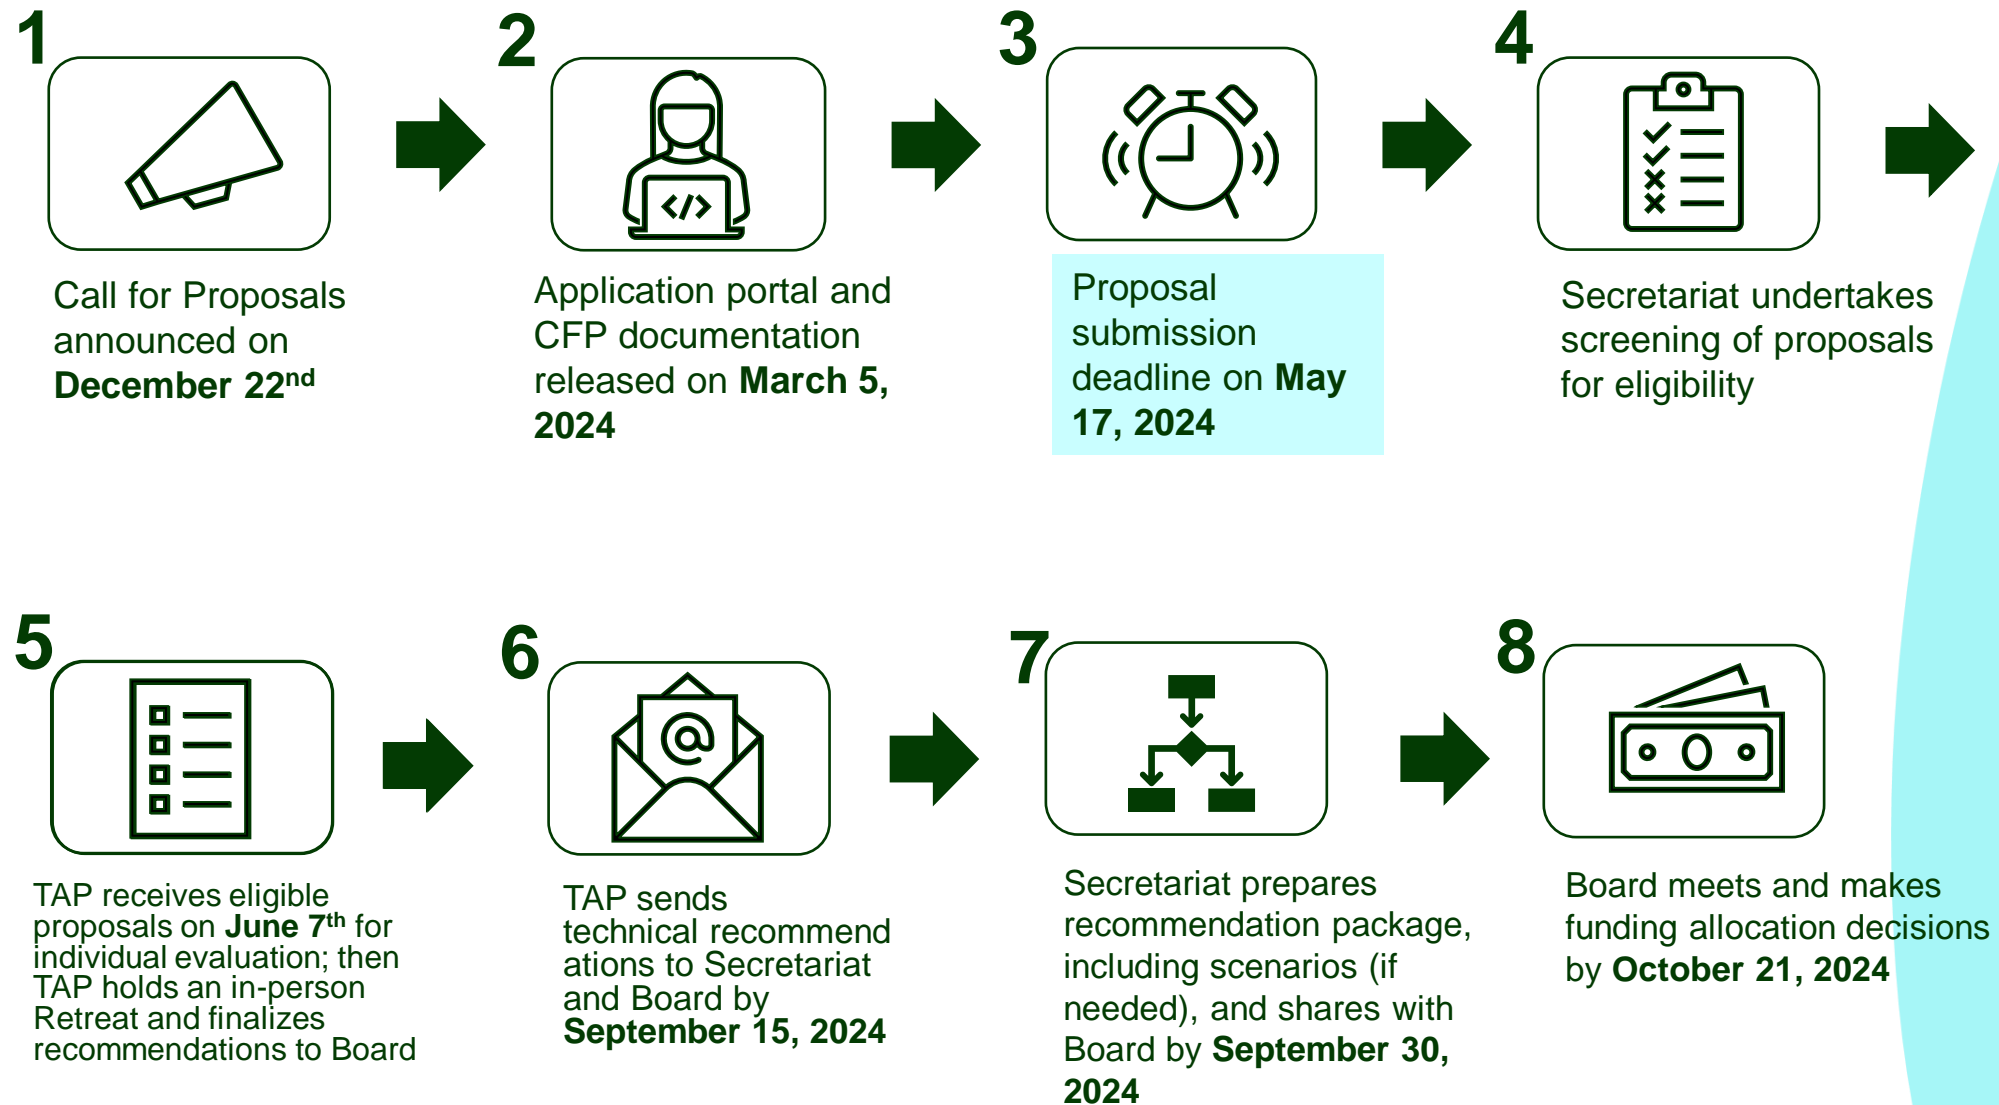 1
Call for Proposals
announced on
December 22nd
2
Application portal and
CFP documentation
released on March 5,
2024
3
Proposal
submission
deadline on May
17, 2024
4
Secretariat undertakes
screening of proposals
for eligibility
5
TAP receives eligible
proposals on June 7th for
individual evaluation; then
TAP holds an in-person
Retreat and finalizes
recommendations to Board
6
TAP sends
technical recommend
ations to Secretariat
and Board by
September 15, 2024
7
Secretariat prepares
recommendation package,
including scenarios (if
needed), and shares with
Board by September 30,
2024
8
Board meets and makes
funding allocation decisions
by October 21, 2024